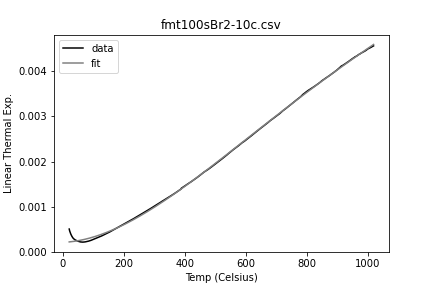 fmt100sBr2-10c.csv
data
fit
Linear Thermal Exp.
0.004
0.003
0.002
0.001
0.000
0 200 400 600 800 1000
Temp (Celsius)